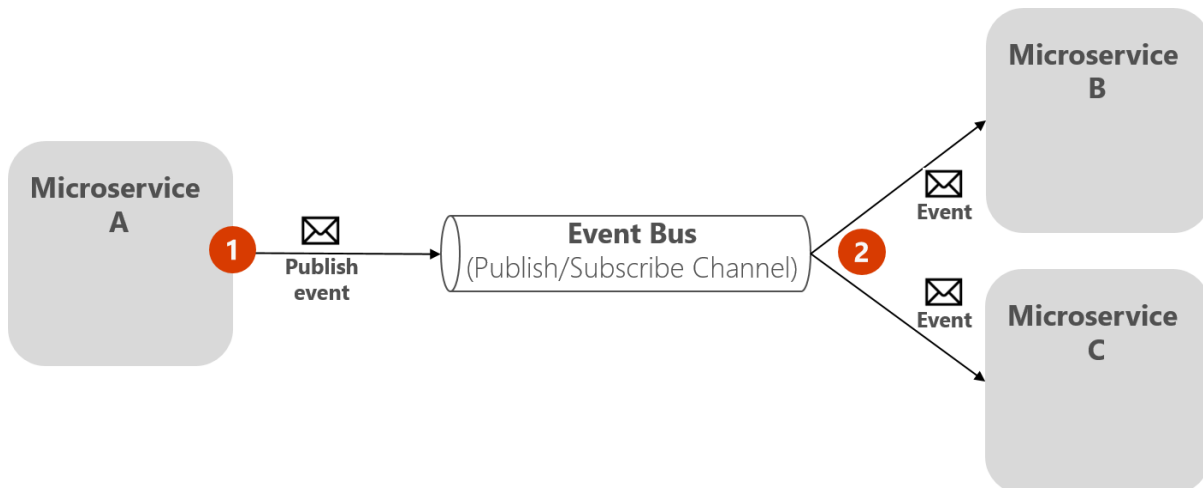 Microservice
A
1
Publish
event
Event Bus
(Publish/Subscribe Channel)
2
Event
Event
Microservice
B
Microservice
C